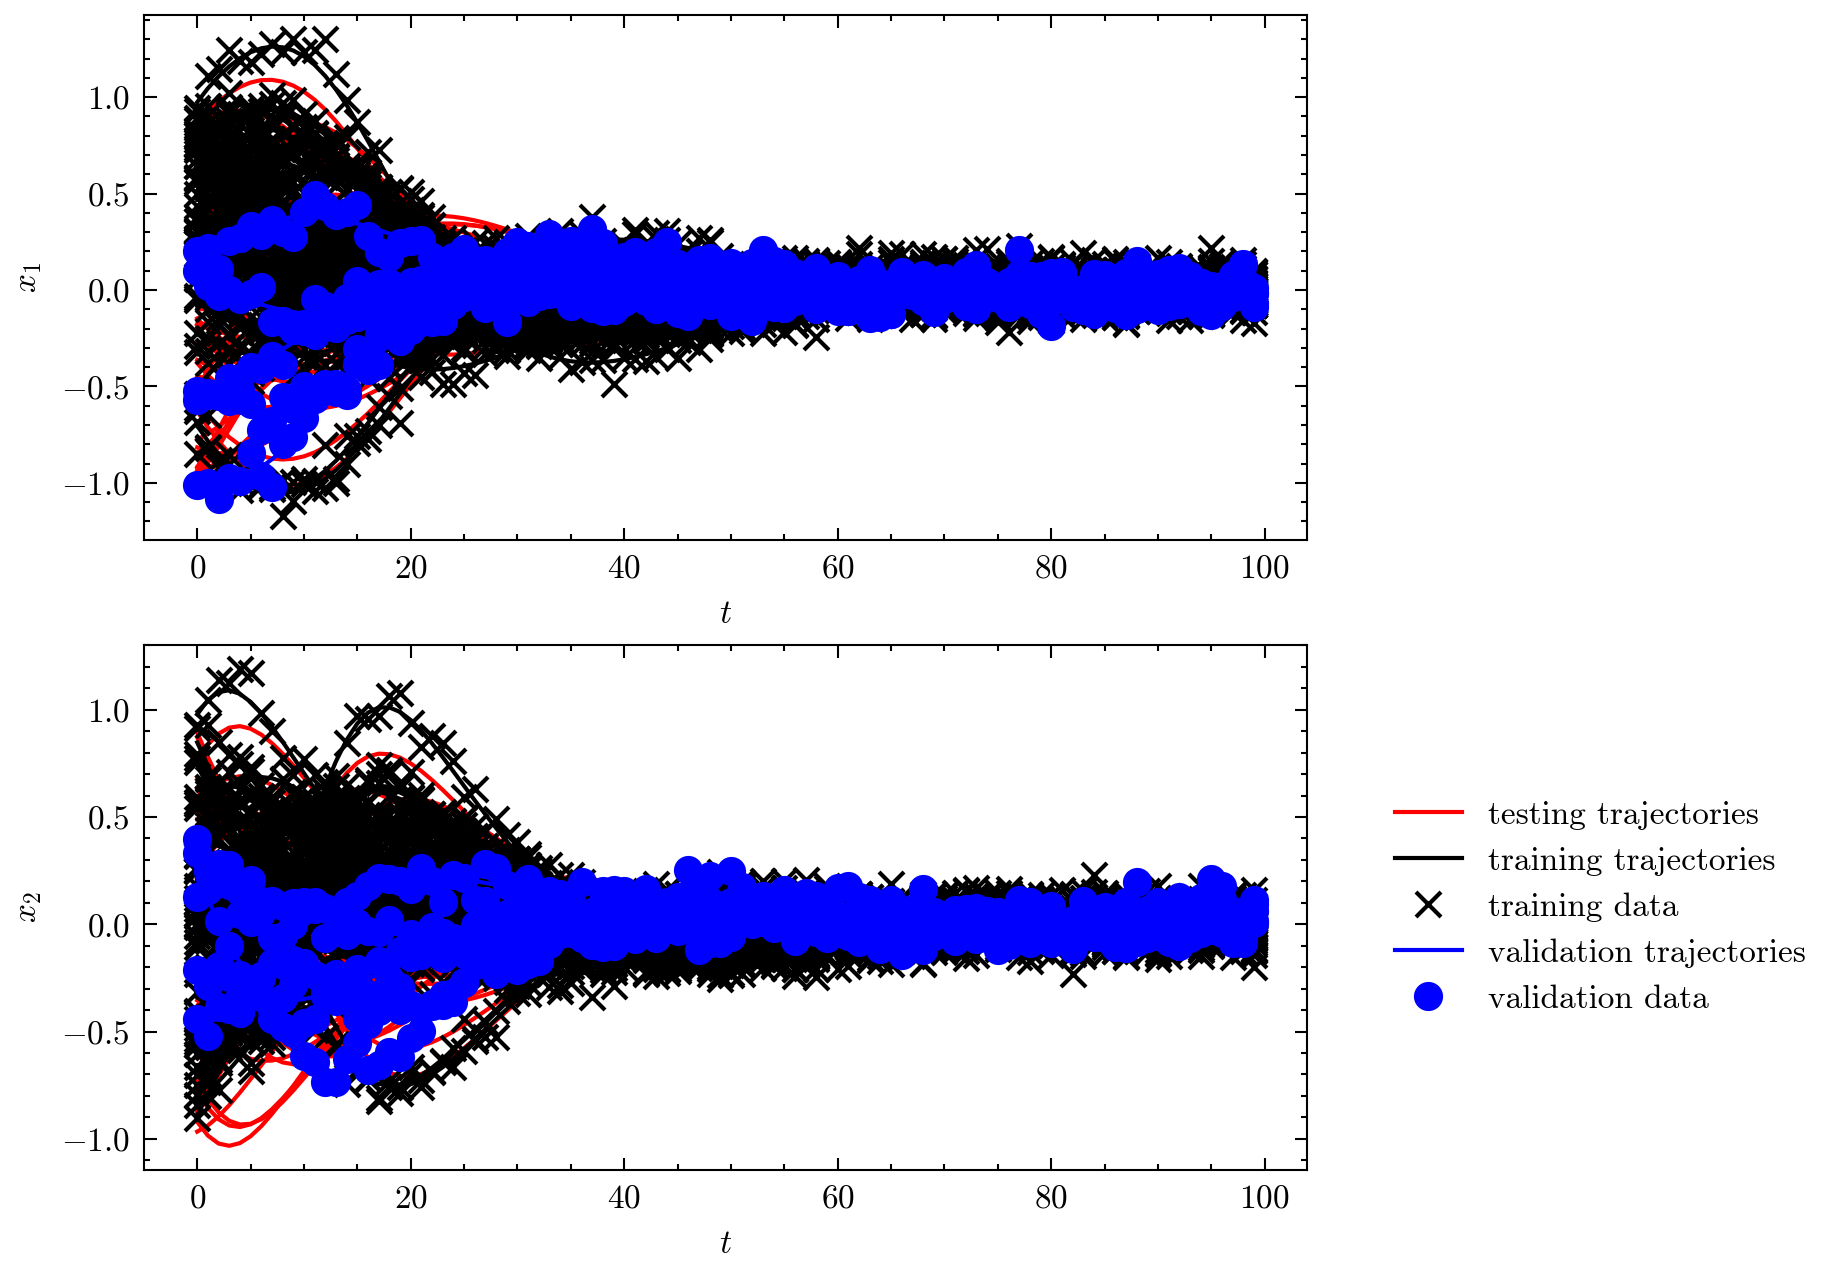 1.0
0.5
0.0
−0.5
−1.0
x1
0 20 40 60 80 100
t
1.0
0.5
0.0
−0.5
−1.0
x2
0 20 40 60 80 100
t
testing trajectories
training trajectories
training data
validation trajectories
validation data